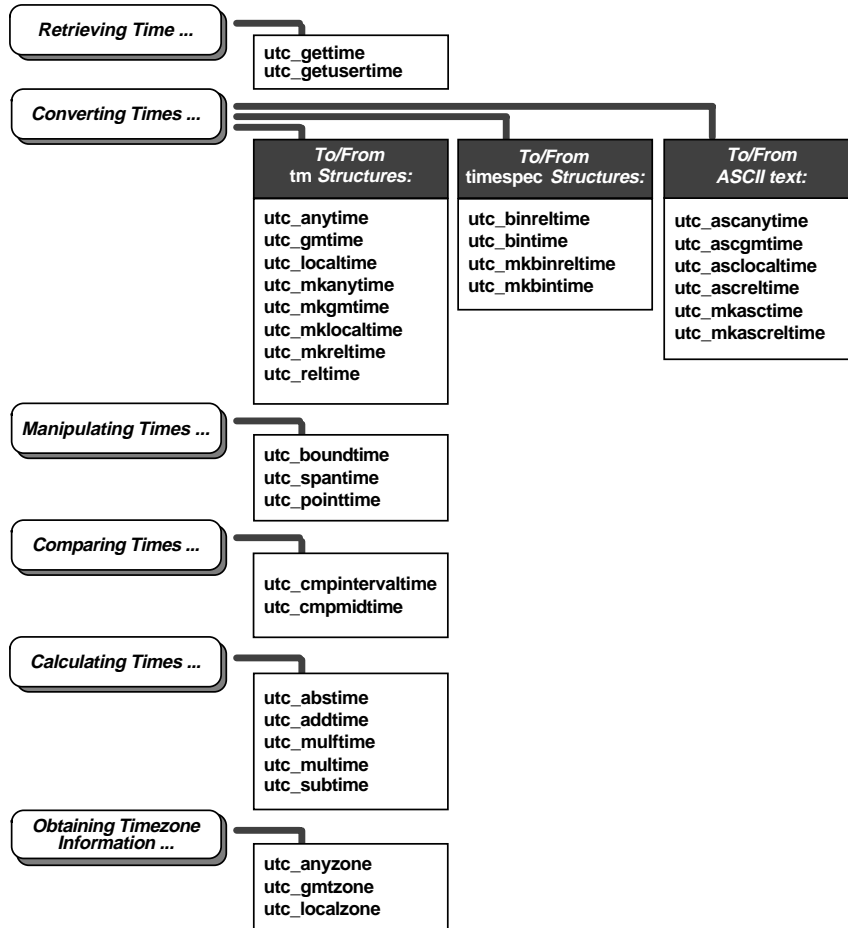 Retrieving Time ...
utc_gettime
utc_getusertime
Converting Times ...
To/From
tm Structures:
utc_anytime
utc_gmtime
utc_localtime
utc_mkanytime
utc_mkgmtime
utc_mklocaltime
utc_mkreltime
utc_reltime
To/From
timespec Structures:
utc_binreltime
utc_bintime
utc_mkbinreltime
utc_mkbintime
To/From
ASCII text:
utc_ascanytime
utc_ascgmtime
utc_asclocaltime
utc_ascreltime
utc_mkasctime
utc_mkascreltime
Manipulating Times ...
utc_boundtime
utc_spantime
utc_pointtime
Comparing Times ...
utc_cmpintervaltime
utc_cmpmidtime
Calculating Times ...
utc_abstime
utc_addtime
utc_mulftime
utc_multime
utc_subtime
Obtaining Timezone
Information ...
utc_anyzone
utc_gmtzone
utc_localzone